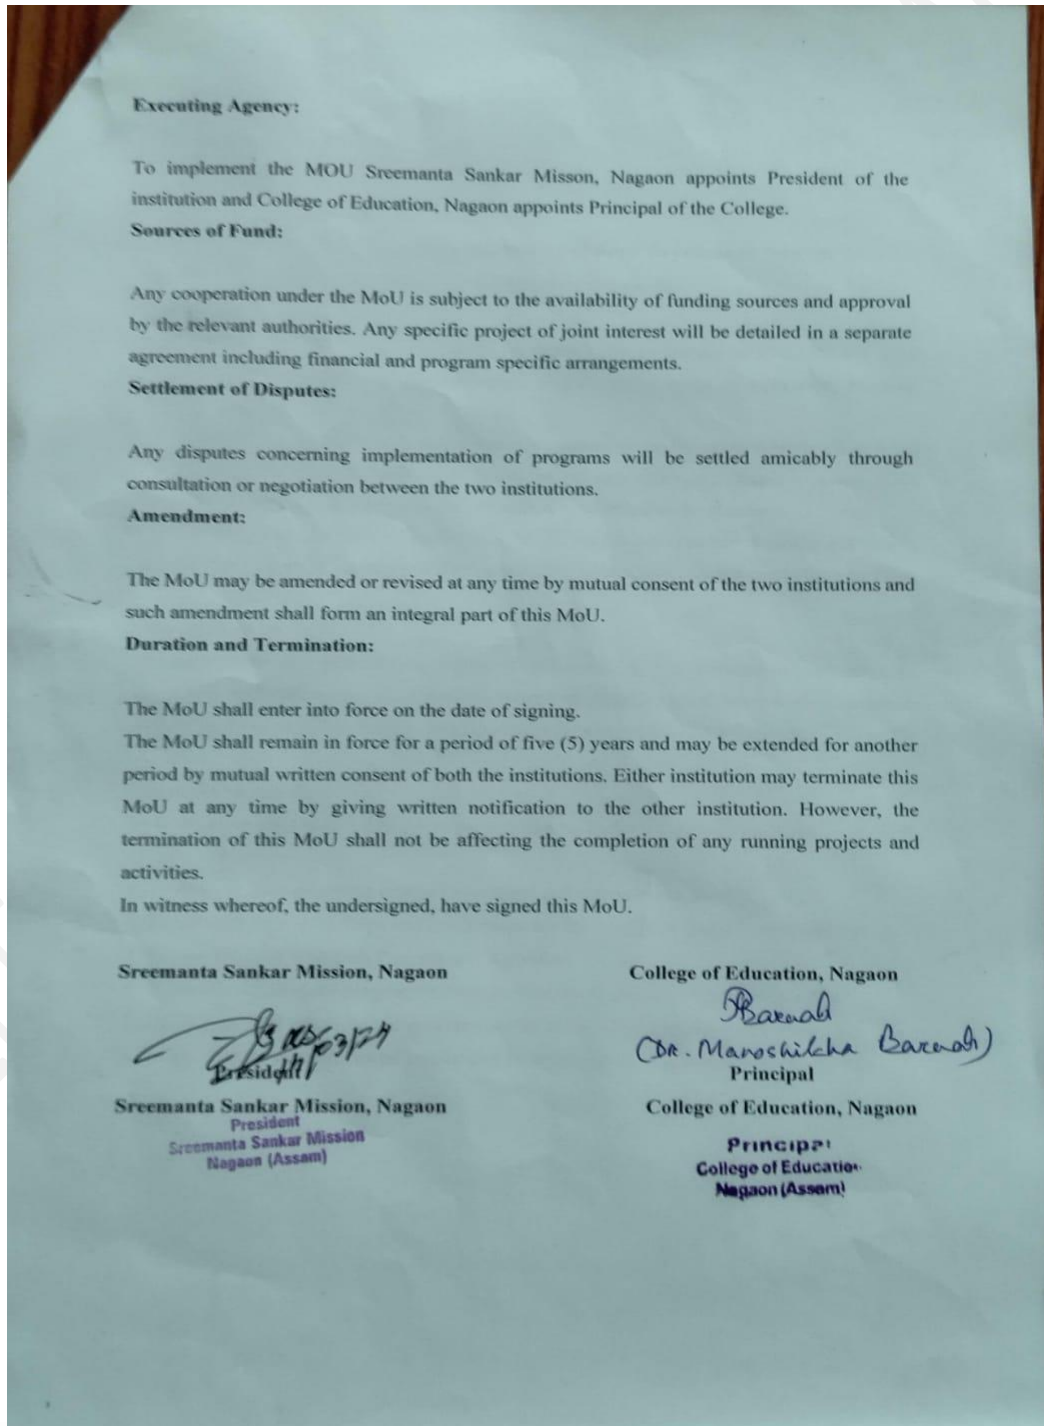 Executing Agency:
To implement the MOU Sreemanta Sankar Misson, Nagaon appoints President of the
institution and College of Education, Nagaon appoints Principal of the College.
Sources of Fund:
Any cooperation under the MoU is subject to the availability of funding sources and approval
by the relevant authorities. Any specific project of joint interest will be detailed in a separate
agreement including financial and program specific arrangements.
Settlement of Disputes:
Any disputes concerning implementation of programs will be settled amicably through
consultation or negotiation between the two institutions.
Amendment:
The MoU may be amended or revised at any time by mutual consent of the two institutions and
such amendment shall form an integral part of this MoU.
Duration and Termination:
The MoU shall enter into force on the date of signing.
The MoU shall remain in force for a period of five (5) years and may be extended for another
period by mutual written consent of both the institutions. Either institution may terminate this
MoU at any time by giving written notification to the other institution. However, the
termination of this MoU shall not be affecting the completion of any running projects and
activities.
In witness whereof, the undersigned, have signed this MoU.
Sreemanta Sankar Mission, Nagaon
President
Sreemanta Sankar Mission, Nagaon
President
Sreemanta Sankar Mission
Nagaon (Assam)
College of Education, Nagaon
Baruah
(DR. Manoshikha Baruah)
Principal
College of Education, Nagaon
Principal
College of Education
Nagaon (Assam)